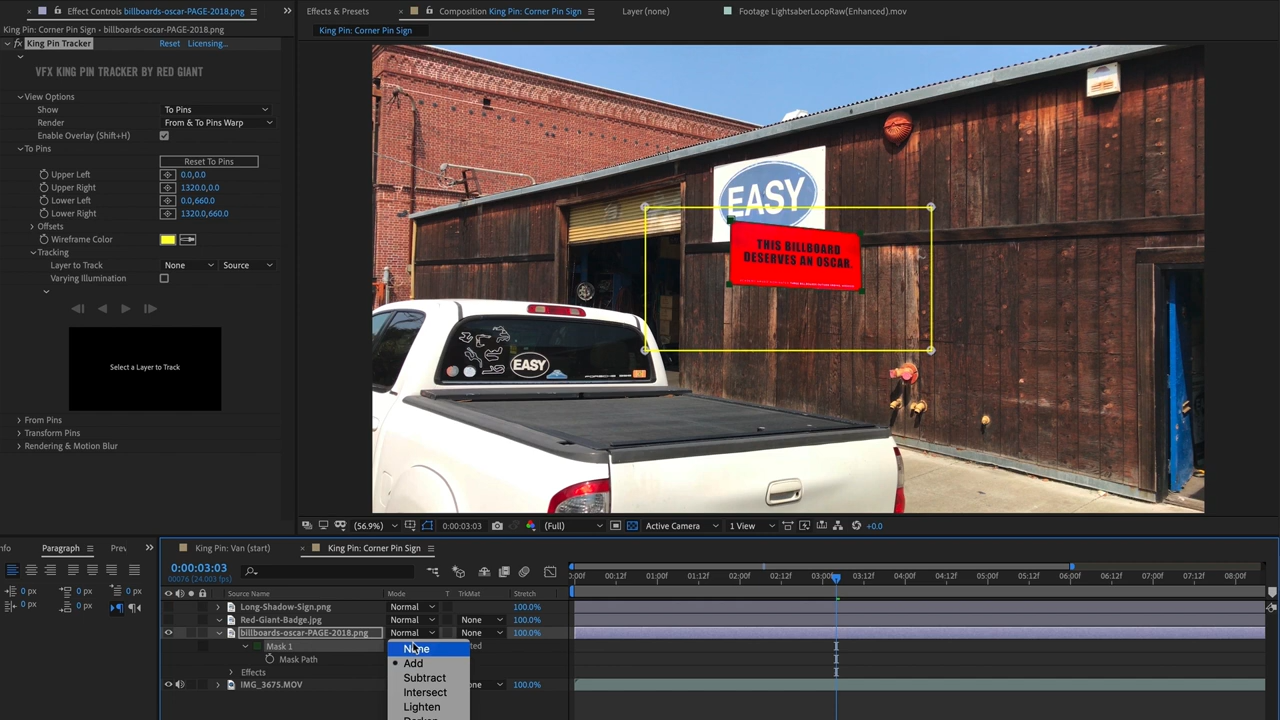 Effect Controls billboards-oscar-PAGE-2018.png
King Pin: Corner Pin Sign • billboards-oscar-PAGE-2018.png
fx King Pin Tracker Reset Licensing...
VFX KING PIN TRACKER BY RED GIANT
View Options
Show To Pins
Render From & To Pins Warp
Enable Overlay (Shift+H)
To Pins
Reset To Pins
Upper Left 0.0,0.0
Upper Right 1320.0,0.0
Lower Left 0.0,660.0
Lower Right 1320.0,660.0
Offsets
Wireframe Color
Tracking
Layer to Track None Source
Varying Illumination
Select a Layer to Track
From Pins
Transform Pins
Rendering & Motion Blur
Effects & Presets Composition King Pin: Corner Pin Sign Layer (none) Footage LightsaberLoopRaw(Enhanced).mov
King Pin: Corner Pin Sign
EASY
THIS BILLBOARD
DESERVES AN OSCAR.
EASY
(56.9%) 0:00:03:03 (Full) Active Camera 1 View +0.0
nfo Paragraph Prev
0 px 0 px 0 px
0 px 0 px
King Pin: Van (start) King Pin: Corner Pin Sign
0:00:03:03
00076 (24.003 fps)
Source Name Mode T TrkMat Stretch
:00f 00:12f 01:00f 01:12f 02:00f 02:12f 03:00f 03:12f 04:00f 04:12f 05:00f 05:12f 06:00f 06:12f 07:00f 07:12f 08:00f
Long-Shadow-Sign.png Normal 100.0%
Red-Giant-Badge.jpg Normal None 100.0%
billboards-oscar-PAGE-2018.png Normal None 100.0%
Mask 1 None ted
Mask Path Add
Effects Subtract
IMG_3675.MOV Intersect None 100.0%
Lighten
Darken